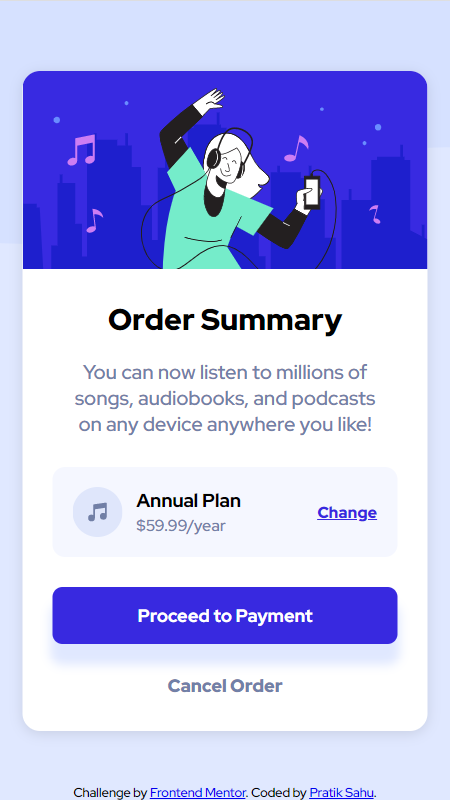 Order Summary
You can now listen to millions of
songs, audiobooks, and podcasts
on any device anywhere you like!
Annual Plan
$59.99/year
Change
Proceed to Payment
Cancel Order
Challenge by Frontend Mentor. Coded by Pratik Sahu.